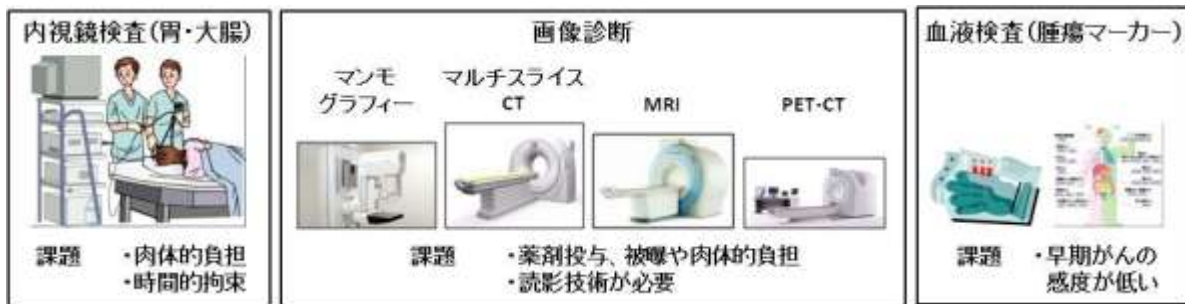 内視鏡検査(胃・大腸)
課題 ・肉体的負担
・時間的拘束
画像診断
マンモ
グラフィー
マルチスライス
CT
MRI
PET-CT
課題 ・薬剤投与、被曝や肉体的負担
・読影技術が必要
血液検査(腫瘍マーカー)
課題 ・早期がんの
感度が低い